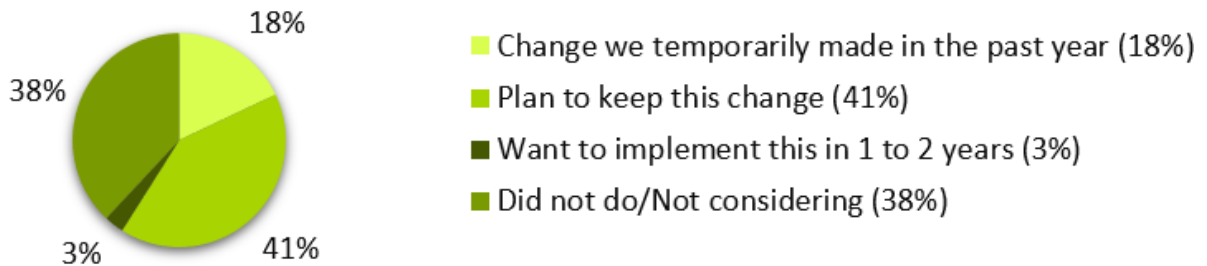 18%
38%
3%
41%
Change we temporarily made in the past year (18%)
Plan to keep this change (41%)
Want to implement this in 1 to 2 years (3%)
Did not do/Not considering (38%)